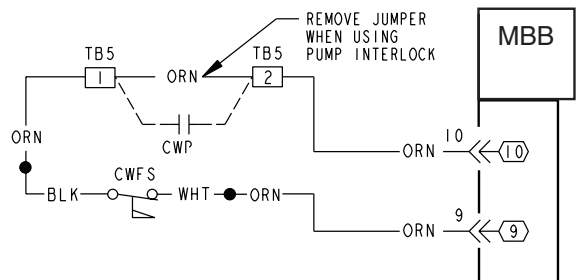 REMOVE JUMPER
WHEN USING
PUMP INTERLOCK
MBB
TB5
TB5
1
ORN
2
CWP
ORN
10
ORN
10
CWFS
BLK
WHT
ORN
9
ORN
9